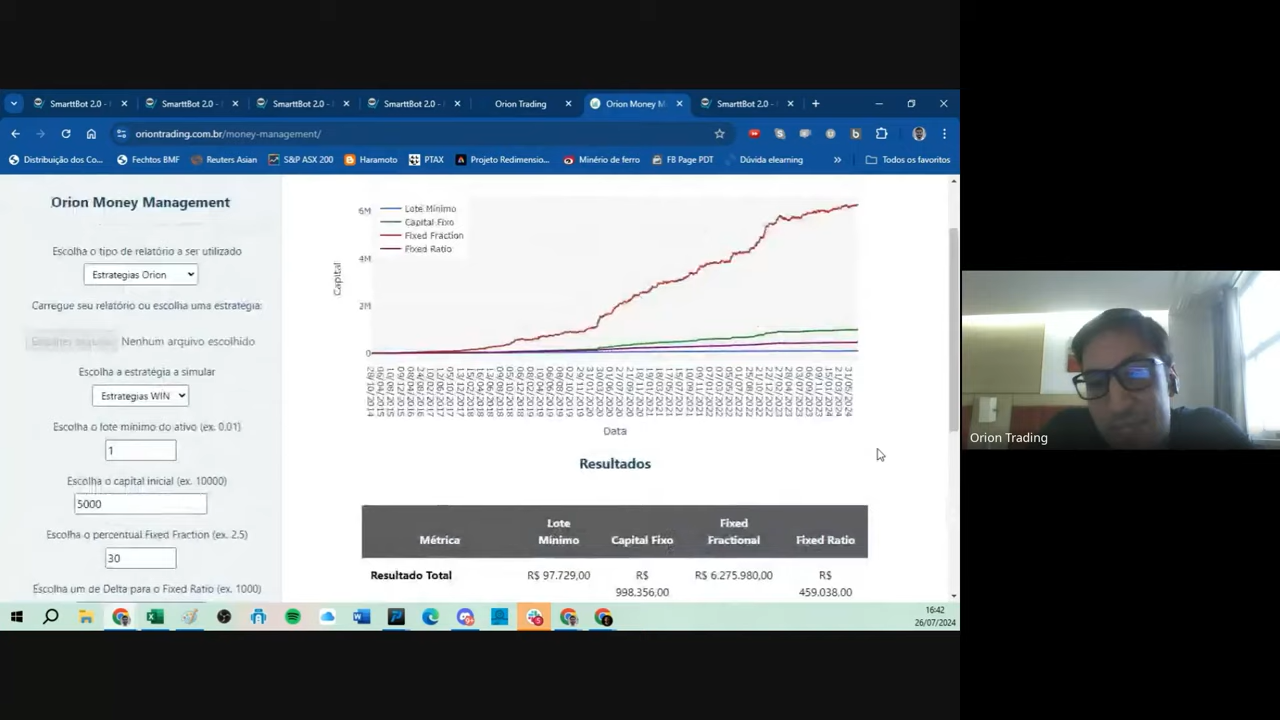 SmarttBot 2.0 -
SmarttBot 2.0 -
SmarttBot 2.0 -
SmarttBot 2.0 -
Orion Trading
Orion Money M
SmarttBot 2.0 -
oriontrading.com.br/money-management/
Distribuição dos Co...
Fechtos BMF
Reuters Asian
S&P ASX 200
Haramoto
PTAX
Projeto Redimensio...
Minério de ferro
FB Page PDT
Dúvida elearning
»
Todos os favoritos
Orion Money Management
Escolha o tipo de relatório a ser utilizado
Estrategias Orion
Carregue seu relatório ou escolha uma estratégia:
Escolher arquivo Nenhum arquivo escolhido
Escolha a estratégia a simular
Estrategias WIN
Escolha o lote mínimo do ativo (ex. 0.01)
1
Escolha o capital inicial (ex. 10000)
5000
Escolha o percentual Fixed Fraction (ex. 2.5)
30
Escolha um de Delta para o Fixed Ratio (ex. 1000)
Lote Mínimo
Capital Fixo
Fixed Fraction
Fixed Ratio
6M
4M
2M
0
Capital
Data
Resultados
Métrica
Lote
Mínimo
Capital Fixo
Fixed
Fractional
Fixed Ratio
Resultado Total
R$ 97.729,00
R$
998.356,00
R$ 6.275.980,00
R$
459.038,00
Orion Trading
16:42
26/07/2024